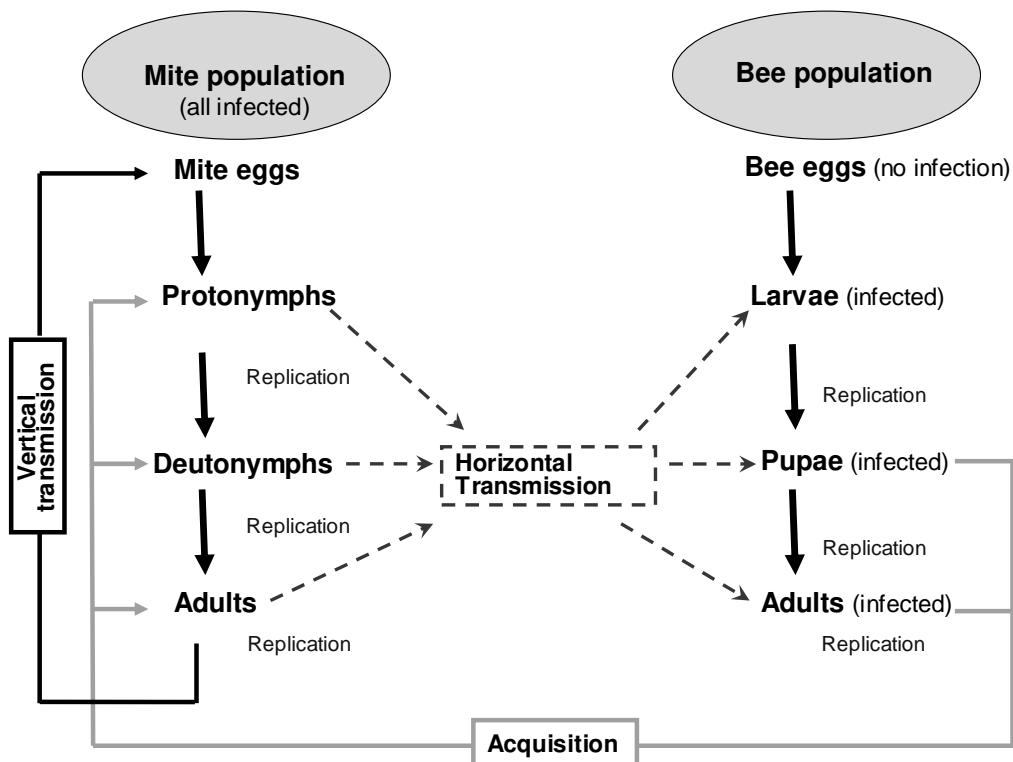 Mite population
(all infected)
Bee population
Mite eggs
Bee eggs (no infection)
Protonymphs
Larvae (infected)
Replication
Replication
Vertical
transmission
Deutonymphs
Horizontal
Transmission
Pupae (infected)
Replication
Replication
Adults
Adults (infected)
Replication
Replication
Acquisition